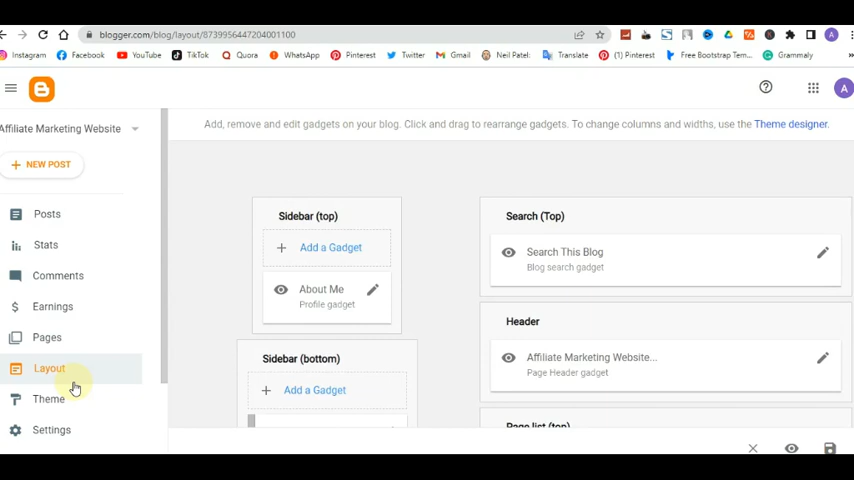 blogger.com/blog/layout/8739956447204001100
Instagram Facebook YouTube TikTok Quora WhatsApp Pinterest Twitter Gmail Neil Patel: Translate (1) Pinterest Free Bootstrap Tem... Grammaly
A
Affiliate Marketing Website
NEW POST
Posts
Stats
Comments
Earnings
Pages
Layout
Theme
Settings
Add, remove and edit gadgets on your blog. Click and drag to rearrange gadgets. To change columns and widths, use the Theme designer.
Sidebar (top)
+ Add a Gadget
About Me
Profile gadget
Sidebar (bottom)
+ Add a Gadget
Search (Top)
Search This Blog
Blog search gadget
Header
Affiliate Marketing Website...
Page Header gadget
Page list (top)